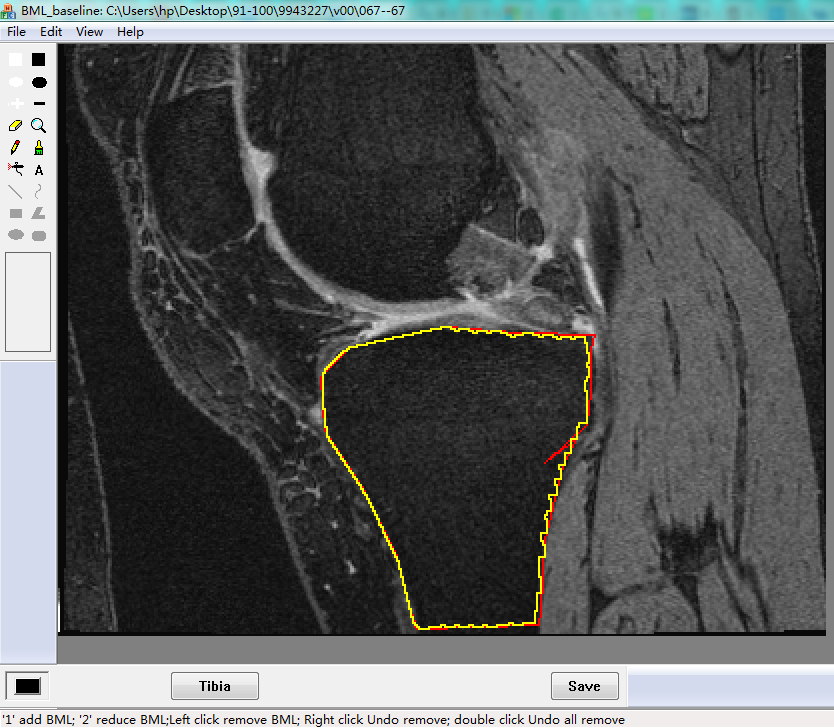 BML_baseline: C:\Users\hp\Desktop\91-100\9943227\v00\067--67
File Edit View Help
A
Tibia Save
'1' add BML; '2' reduce BML;Left click remove BML; Right click Undo remove; double click Undo all remove